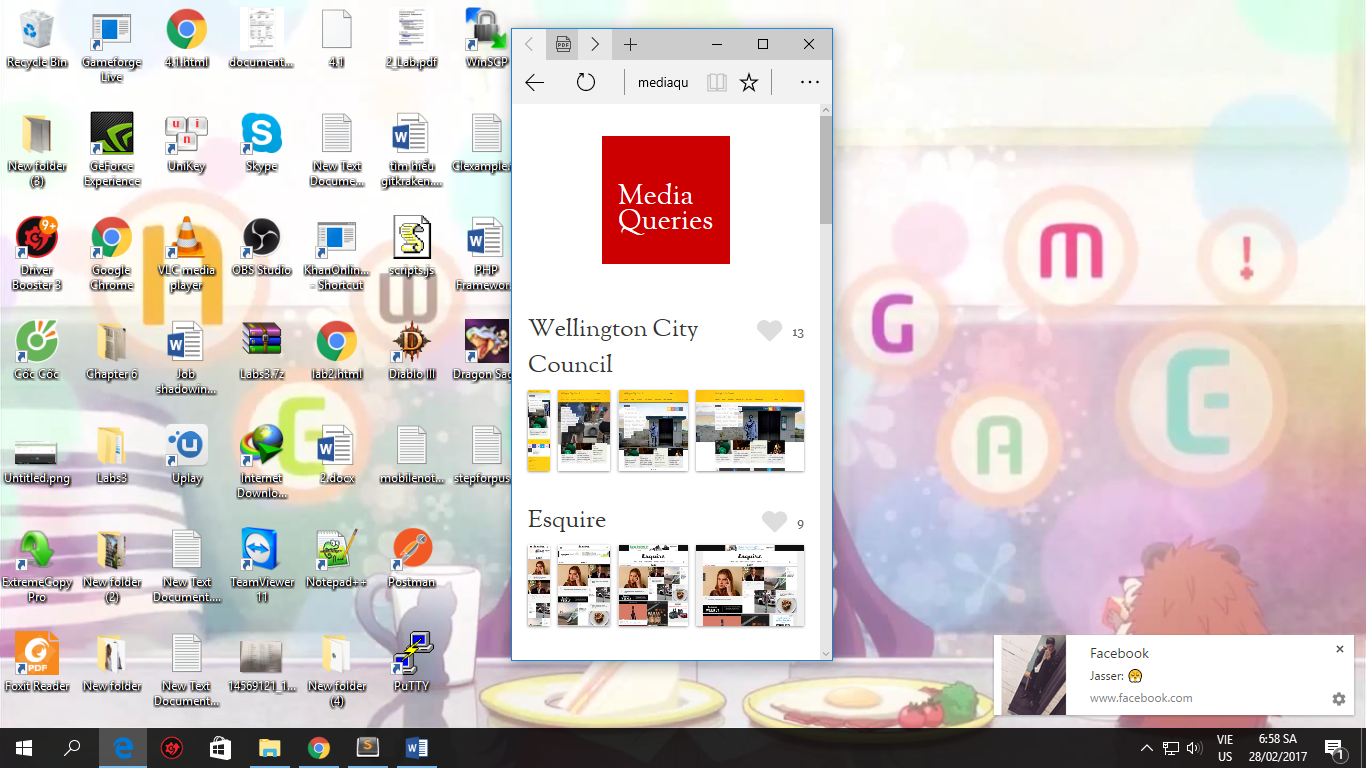 Recycle Bin
Gameforge
Live
4.1.html
document...
4.1
2_Lab.pdf
WinSCP
New folder
(3)
GeForce
Experience
UniKey
Skype
New Text
Docume...
tìm hiểu
gitkraken....
CIexample.
Driver
Booster 3
Google
Chrome
VLC media
player
OBS Studio
KhanOnlin...
- Shortcut
scripts.js
PHP
Framewor
Cốc Cốc
Chapter 6
Job
shadowin...
Labs3.7z
lab2.html
Diablo III
Dragon Sag
Untitled.png
Labs3
Uplay
Internet
Downlo...
2.docx
mobilenot...
stepforpus
ExtremeCopy
Pro
New folder
(2)
New Text
Document....
TeamViewer
11
Notepad++
Postman
Foxit Reader
New folder
New Text
Document...
14569121_1...
New folder
(4)
PuTTY
PDF
mediaqu
Media
Queries
Wellington City
Council
13
Esquire
9
N
W
E
G
A
M
E
!
Facebook
Jasser:
www.facebook.com
VIE
US
6:58 SA
28/02/2017
1